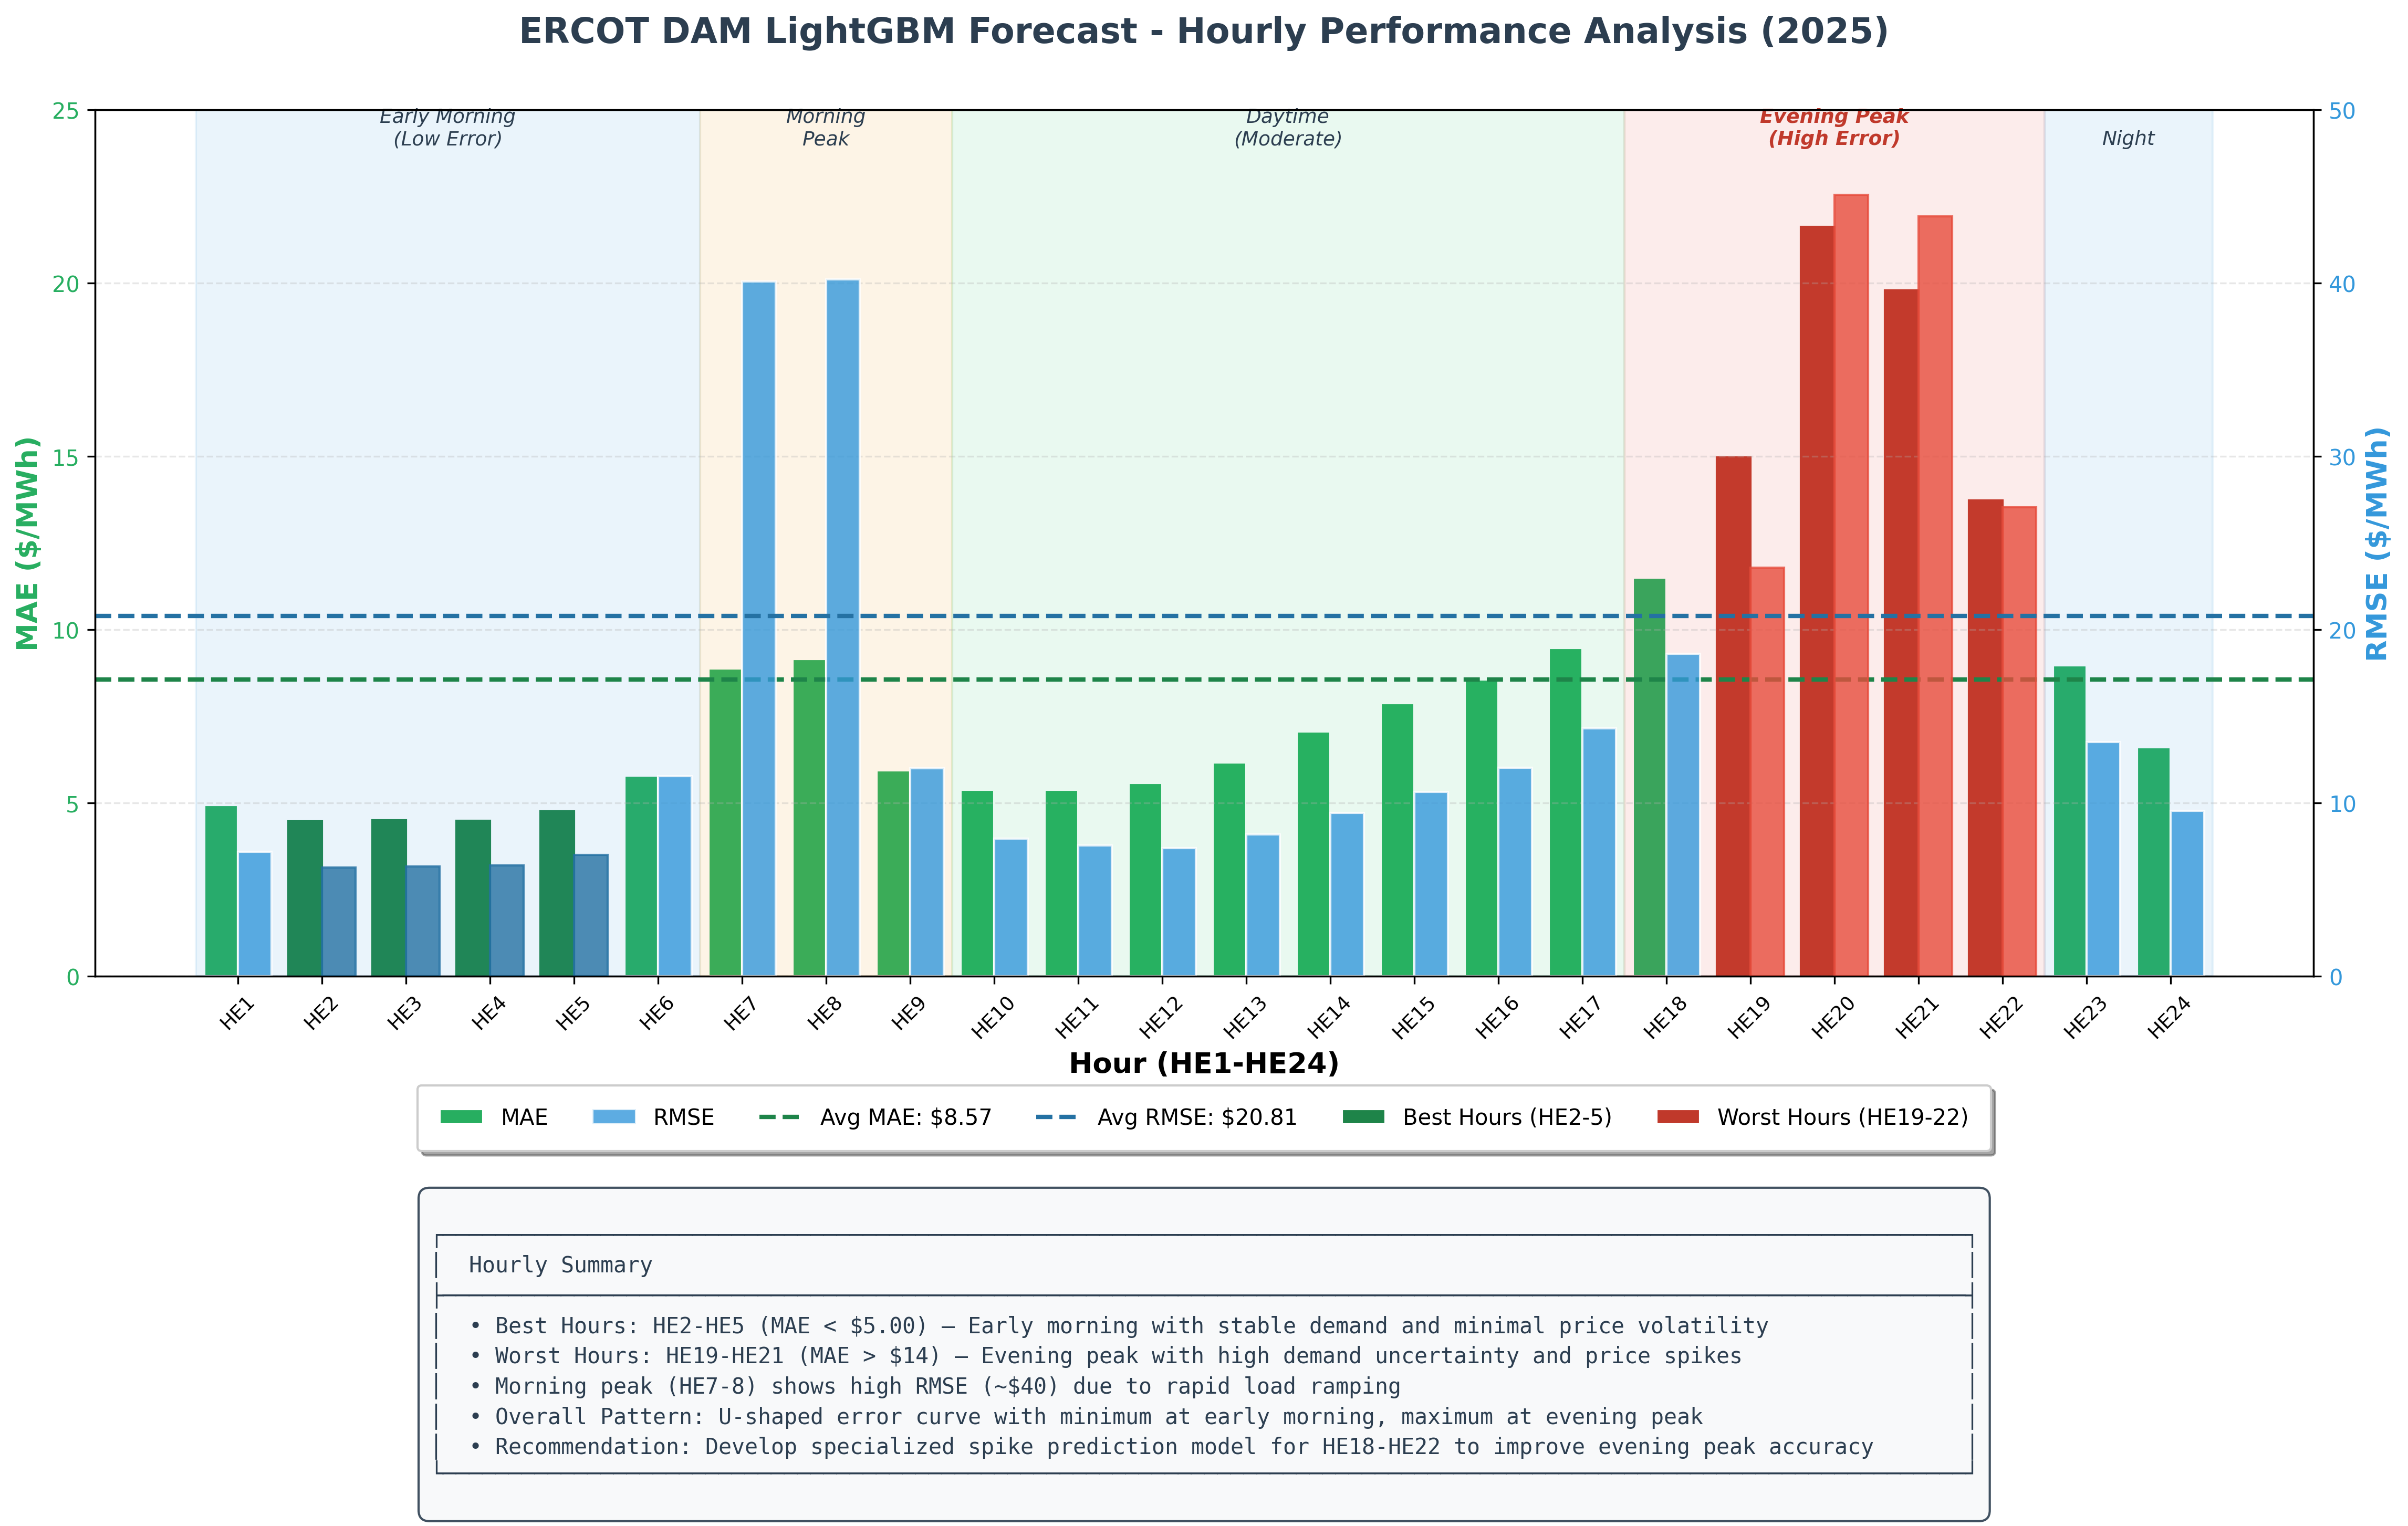 ERCOT DAM LightGBM Forecast - Hourly Performance Analysis (2025)
Early Morning
(Low Error)
Morning
Peak
Daytime
(Moderate)
Evening Peak
(High Error)
Night
MAE ($/MWh)
25
20
15
10
5
0
RMSE ($/MWh)
50
40
30
20
10
0
HE1
HE2
HE3
HE4
HE5
HE6
HE7
HE8
HE9
HE10
HE11
HE12
HE13
HE14
HE15
HE16
HE17
HE18
HE19
HE20
HE21
HE22
HE23
HE24
Hour (HE1-HE24)
MAE
RMSE
Avg MAE: $8.57
Avg RMSE: $20.81
Best Hours (HE2-5)
Worst Hours (HE19-22)
Hourly Summary
• Best Hours: HE2-HE5 (MAE < $5.00) — Early morning with stable demand and minimal price volatility
• Worst Hours: HE19-HE21 (MAE > $14) — Evening peak with high demand uncertainty and price spikes
• Morning peak (HE7-8) shows high RMSE (~$40) due to rapid load ramping
• Overall Pattern: U-shaped error curve with minimum at early morning, maximum at evening peak
• Recommendation: Develop specialized spike prediction model for HE18-HE22 to improve evening peak accuracy